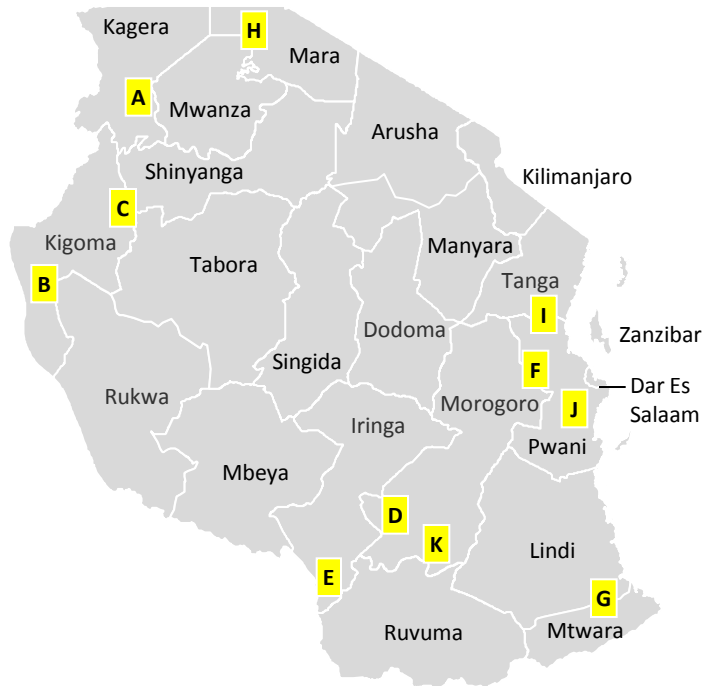 Kagera
H
Mara
A
Mwanza
Arusha
Shinyanga
Kilimanjaro
C
Kigoma
Manyara
Tabora
B
Tanga
I
Dodoma
Zanzibar
Singida
F
Dar Es
Salaam
Rukwa
Morogoro
J
Iringa
Pwani
Mbeya
D
K
Lindi
E
G
Ruvuma
Mtwara